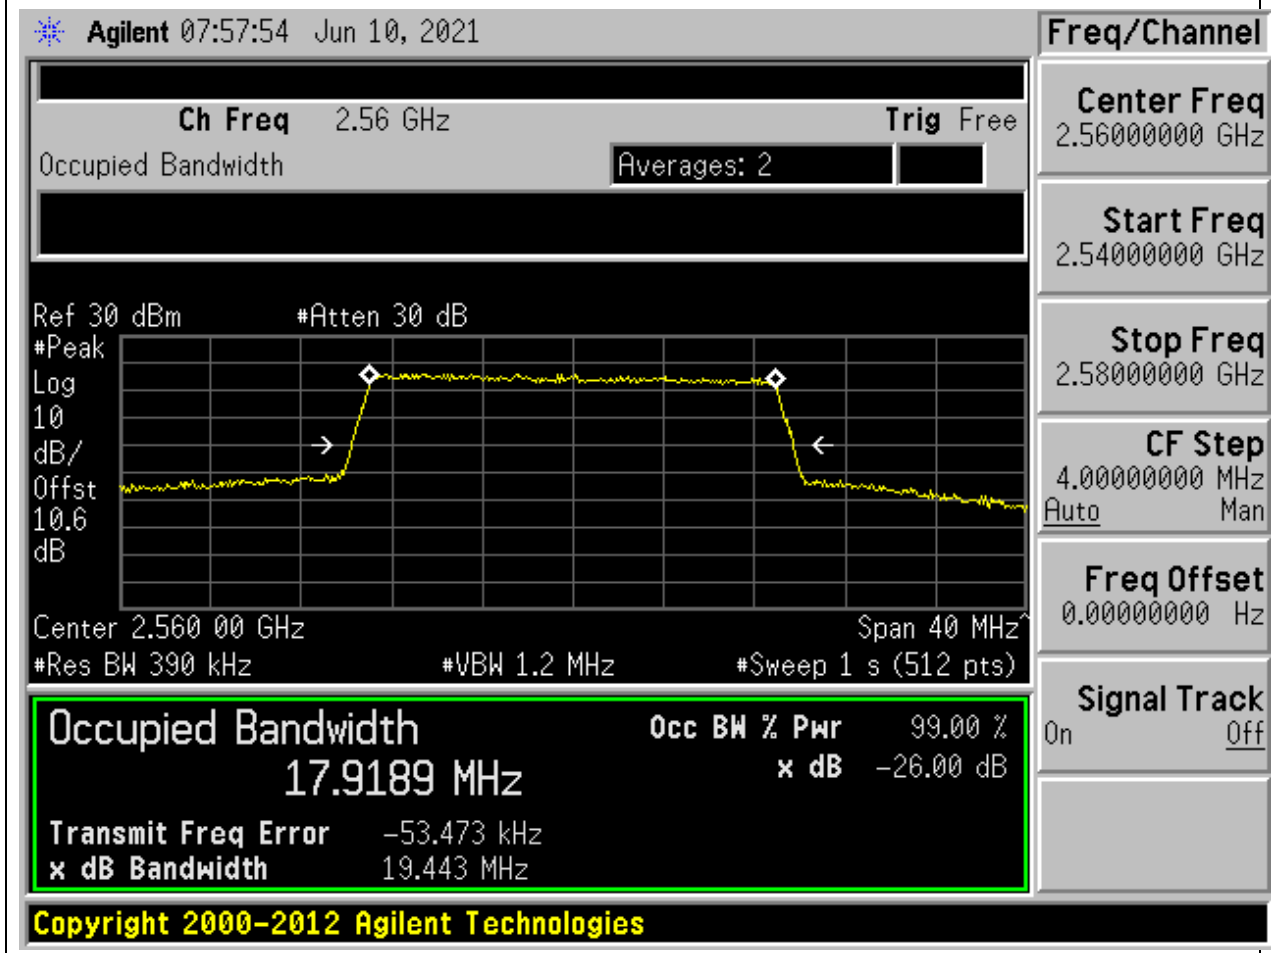 Agilent 07:57:54 Jun 10, 2021
Freq/Channel
Ch Freq 2.56 GHz
Trig Free
Occupied Bandwidth
Averages: 2
Center Freq
2.56000000 GHz
Start Freq
2.54000000 GHz
Stop Freq
2.58000000 GHz
CF Step
4.00000000 MHz
Auto Man
Freq Offset
0.00000000 Hz
Signal Track
On Off
Ref 30 dBm #Atten 30 dB
#Peak
Log
10
dB/
Offst
10.6
dB
Center 2.560 00 GHz Span 40 MHz^
#Res BW 390 kHz #VBW 1.2 MHz #Sweep 1 s (512 pts)
Occupied Bandwidth
17.9189 MHz
Occ BW % Pwr 99.00 %
x dB -26.00 dB
Transmit Freq Error -53.473 kHz
x dB Bandwidth 19.443 MHz
Copyright 2000-2012 Agilent Technologies